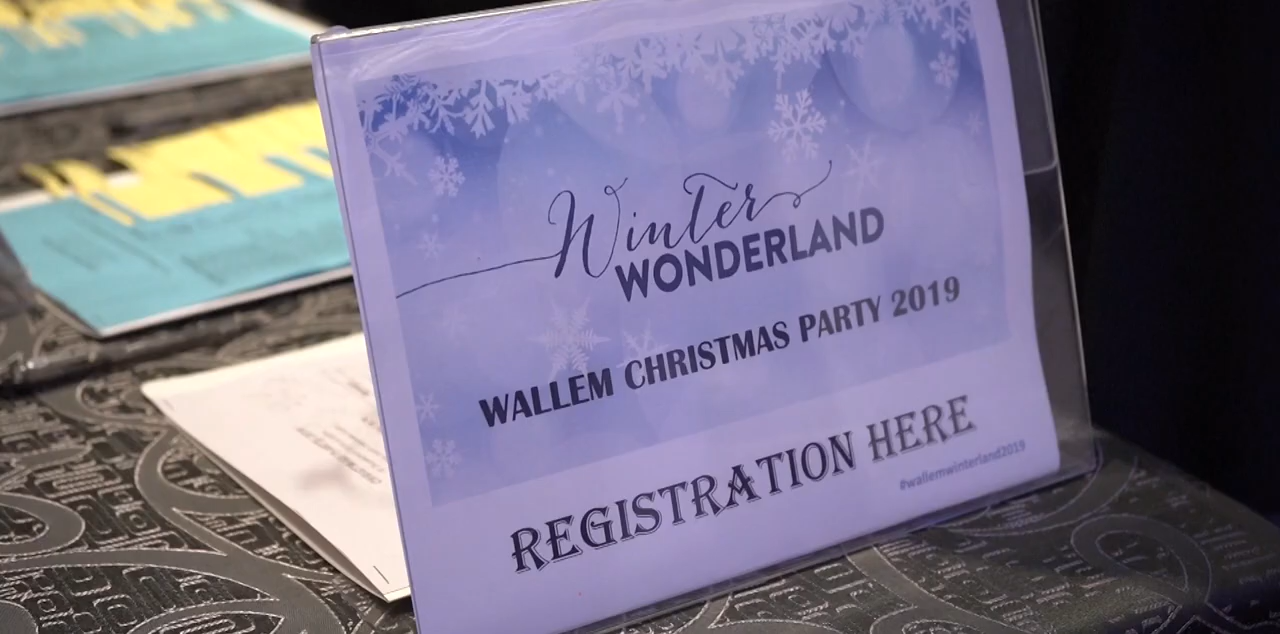 Winter
WONDERLAND
WALLEM CHRISTMAS PARTY 2019
REGISTRATION HERE
#wallemwinterland2019